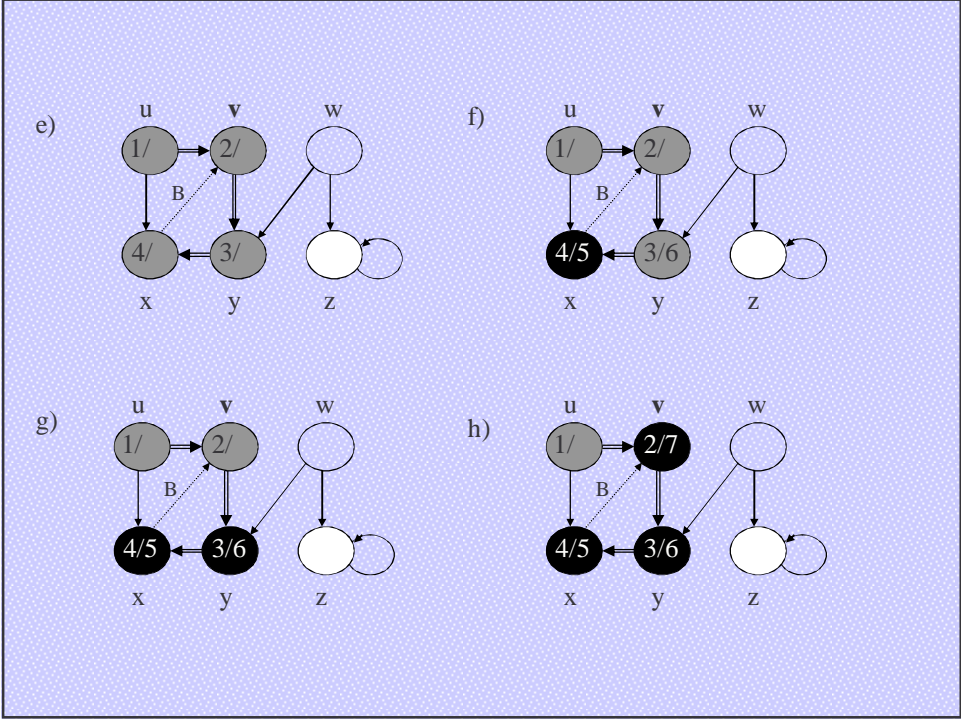 e)
u v w
1/ 2/
B
4/ 3/
x y z
f)
u v w
1/ 2/
B
4/5 3/6
x y z
g)
u v w
1/ 2/
B
4/5 3/6
x y z
h)
u v w
1/ 2/7
B
4/5 3/6
x y z